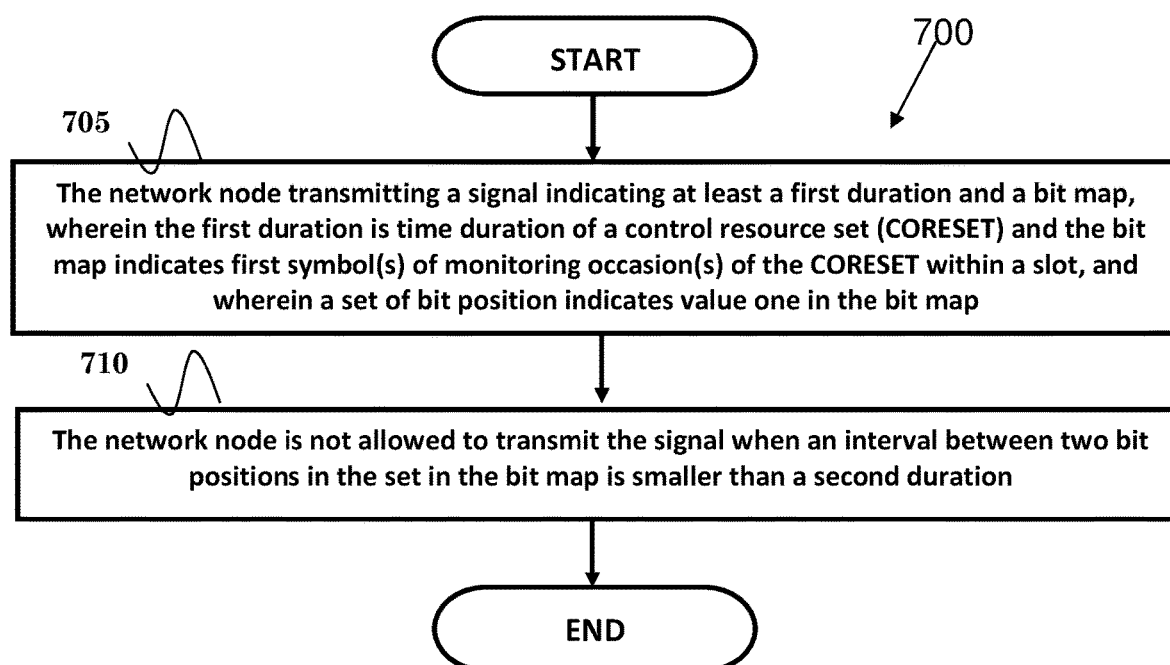 START
700
705
The network node transmitting a signal indicating at least a first duration and a bit map,
wherein the first duration is time duration of a control resource set (CORESET) and the bit
map indicates first symbol(s) of monitoring occasion(s) of the CORESET within a slot, and
wherein a set of bit position indicates value one in the bit map
710
The network node is not allowed to transmit the signal when an interval between two bit
positions in the set in the bit map is smaller than a second duration
END